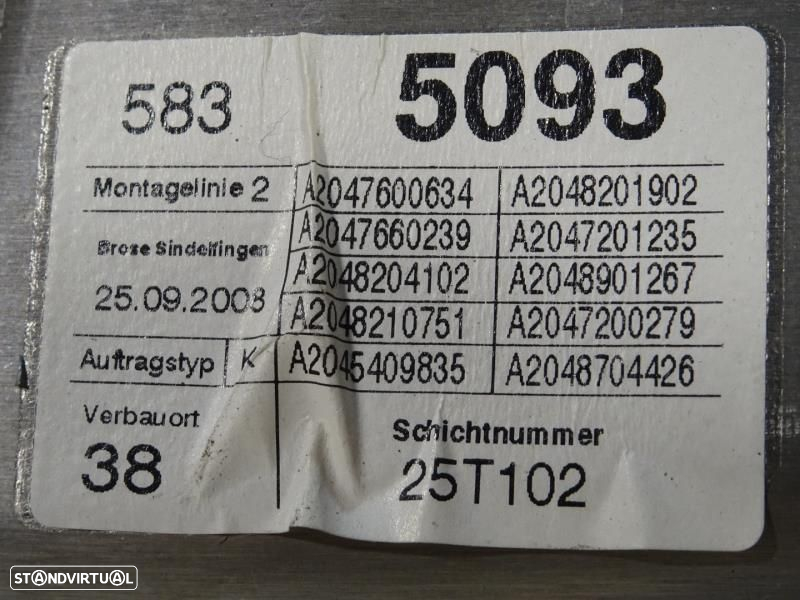 583 5093
Montagelinie 2 A2047600634 A2048201902
A2047660239 A2047201235
Brose Sindelfingen
A2048204102 A2048901267
25.09.2008
A2048210751 A2047200279
Auftragstyp K A2045409835 A2048704426
Verbauort
38
Schichtnummer
25T102
STANDVIRTUAL